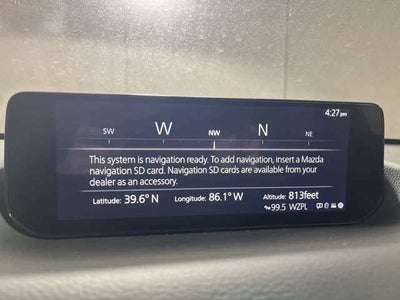 4:27pm
SW W NW N NE
This system is navigation ready. To add navigation, insert a Mazda
navigation SD card. Navigation SD cards are available from your
dealer as an accessory.
Latitude: 39.6° N Longitude: 86.1° W Altitude: 813feet
99.5 WZPL